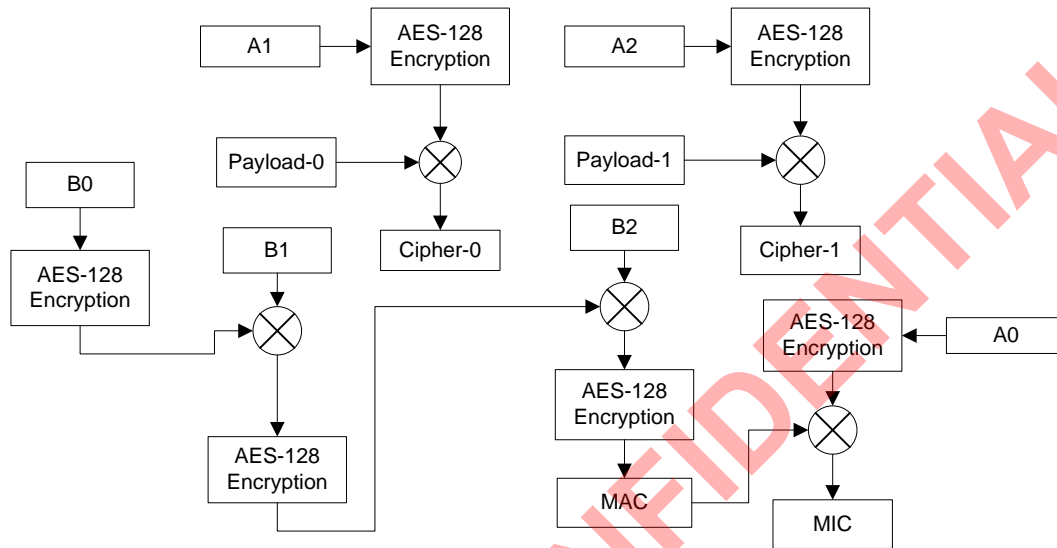 A1
AES-128
Encryption
A2
AES-128
Encryption
Payload-0
Payload-1
B0
B1
Cipher-0
B2
Cipher-1
AES-128
Encryption
AES-128
Encryption
A0
AES-128
Encryption
AES-128
Encryption
MAC
MIC
NFIDENTIAL